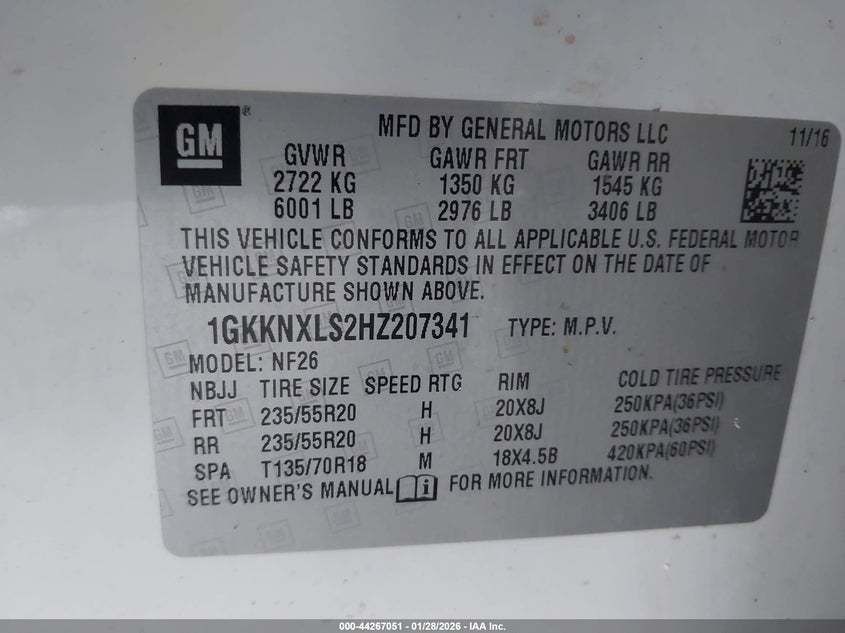 GM ®
MFD BY GENERAL MOTORS LLC 11/16
GVWR GAWR FRT GAWR RR
2722 KG 1350 KG 1545 KG
6001 LB 2976 LB 3406 LB
THIS VEHICLE CONFORMS TO ALL APPLICABLE U.S. FEDERAL MOTOR
VEHICLE SAFETY STANDARDS IN EFFECT ON THE DATE OF
MANUFACTURE SHOWN ABOVE.
1GKKNXLS2HZ207341 TYPE: M.P.V.
MODEL: NF26
NBJJ TIRE SIZE SPEED RTG RIM COLD TIRE PRESSURE
FRT 235/55R20 H 20X8J 250KPA(36PSI)
RR 235/55R20 H 20X8J 250KPA(36PSI)
SPA T135/70R18 M 18X4.5B 420KPA(60PSI)
SEE OWNER'S MANUAL FOR MORE INFORMATION.
000-44267051 - 01/28/2026 - IAA Inc.